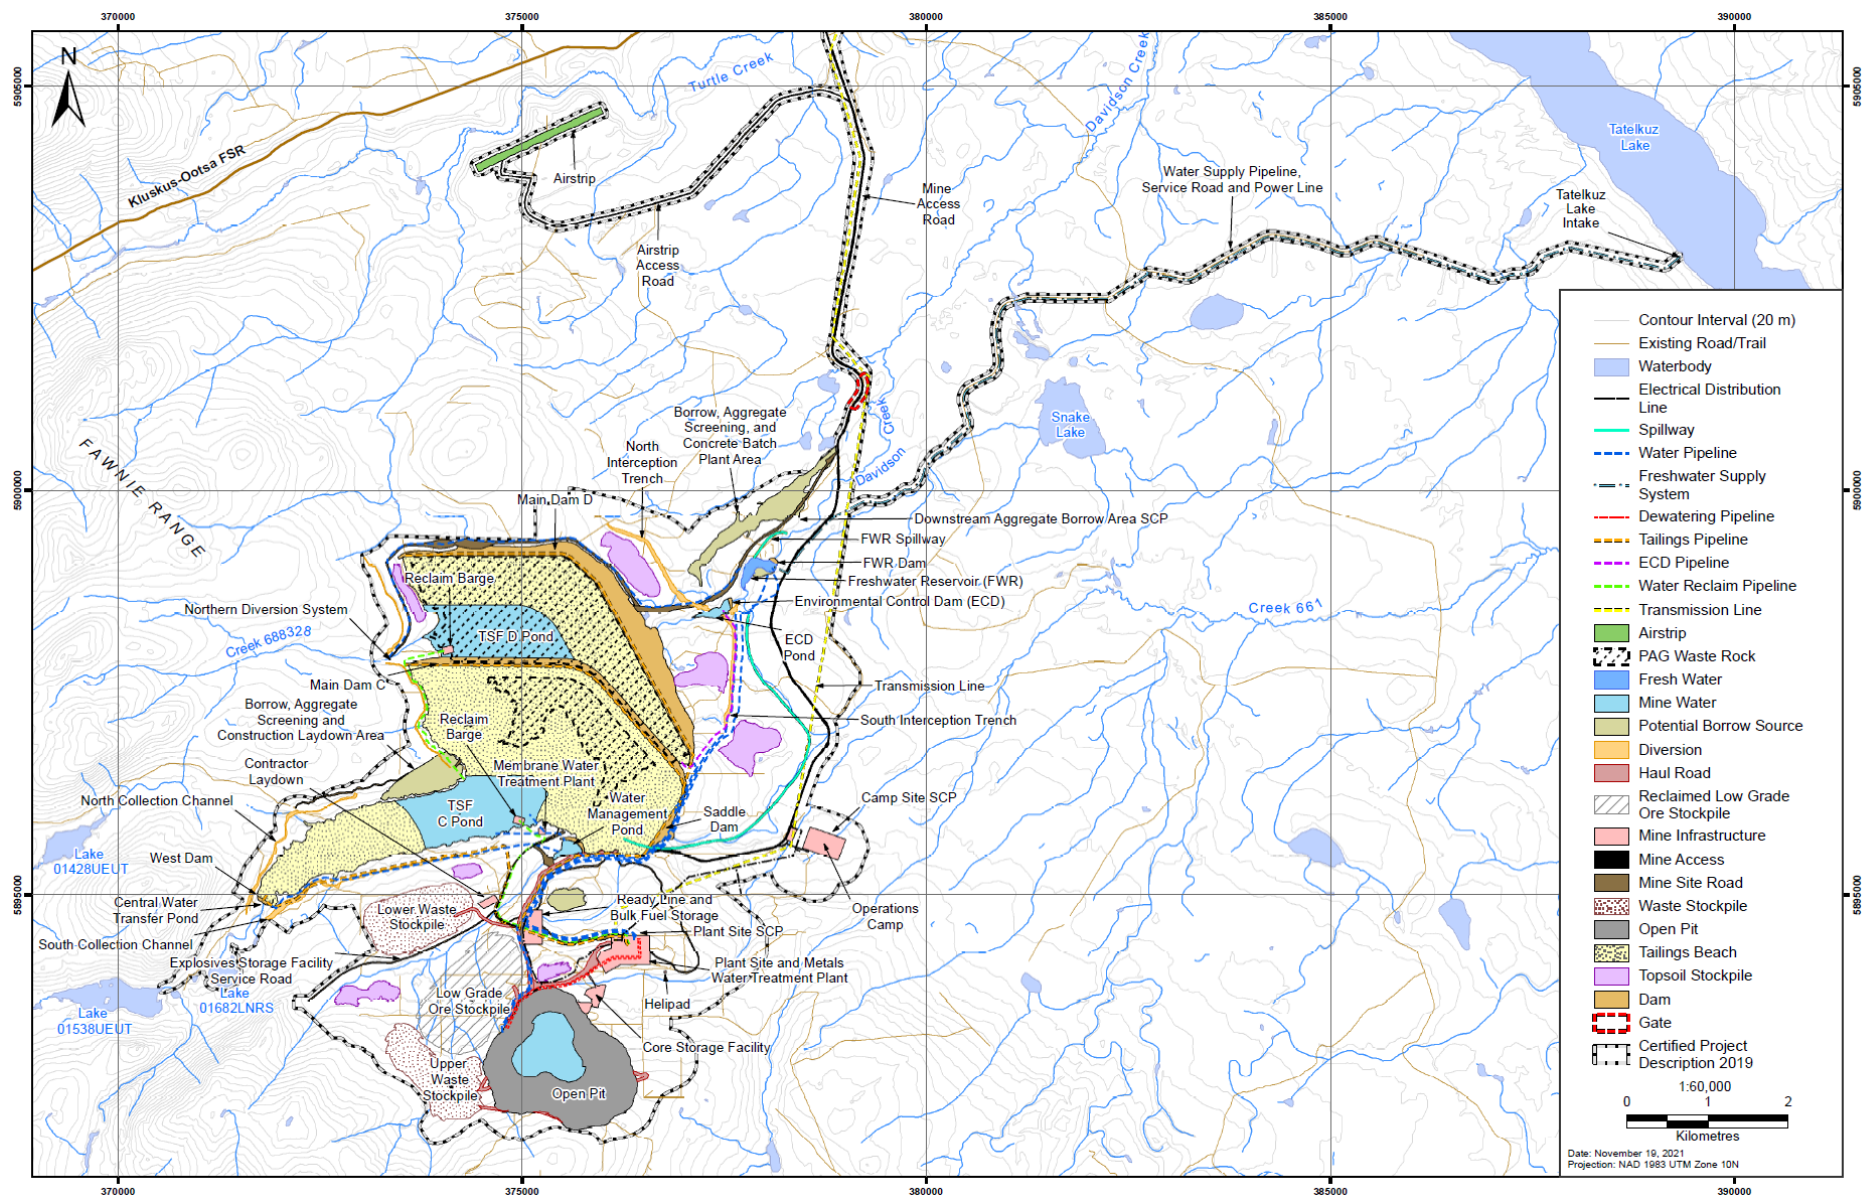 370000
375000
380000
385000
390000
5905000
5905000
5900000
5900000
5895000
5895000
N
Kluskus-Ootsa FSR
Turtle Creek
Davidson Creek
Tatelkuz
Lake
Airstrip
Airstrip
Access
Road
Mine
Access
Road
Water Supply Pipeline,
Service Road and Power Line
Tatelkuz
Lake
Intake
FAWNIE RANGE
Snake
Lake
Creek
Davidson
Borrow, Aggregate
Screening, and
Concrete Batch
Plant Area
North
Interception
Trench
Main Dam D
Downstream Aggregate Borrow Area SCP
FWR Spillway
FWR Dam
Freshwater Reservoir (FWR)
Environmental Control Dam (ECD)
ECD
Pond
Creek 661
Reclaim Barge
Northern Diversion System
Creek 688328
TSF D Pond
Main Dam C
Transmission Line
South Interception Trench
Borrow, Aggregate
Screening and
Construction Laydown Area
Reclaim
Barge
Contractor
Laydown
Membrane Water
Treatment Plant
North Collection Channel
TSF
C Pond
Water
Management
Pond
Saddle
Dam
Camp Site SCP
Lake
01428UEUT
West Dam
Central Water
Transfer Pond
Lower Waste
Stockpile
Ready Line and
Bulk Fuel Storage
Operations
Camp
South Collection Channel
Plant Site SCP
Explosives Storage Facility
Service Road
Plant Site and Metals
Water Treatment Plant
Lake
01682LNRS
Lake
01538UEUT
Low Grade
Ore Stockpile
Helipad
Core Storage Facility
Upper
Waste
Stockpile
Open Pit
Contour Interval (20 m)
Existing Road/Trail
Waterbody
Electrical Distribution
Line
Spillway
Water Pipeline
Freshwater Supply
System
Dewatering Pipeline
Tailings Pipeline
ECD Pipeline
Water Reclaim Pipeline
Transmission Line
Airstrip
PAG Waste Rock
Fresh Water
Mine Water
Potential Borrow Source
Diversion
Haul Road
Reclaimed Low Grade
Ore Stockpile
Mine Infrastructure
Mine Access
Mine Site Road
Waste Stockpile
Open Pit
Tailings Beach
Topsoil Stockpile
Dam
Gate
Certified Project
Description 2019
1:60,000
0 1 2
Kilometres
Date: November 19, 2021
Projection: NAD 1983 UTM Zone 10N
370000
375000
380000
385000
390000